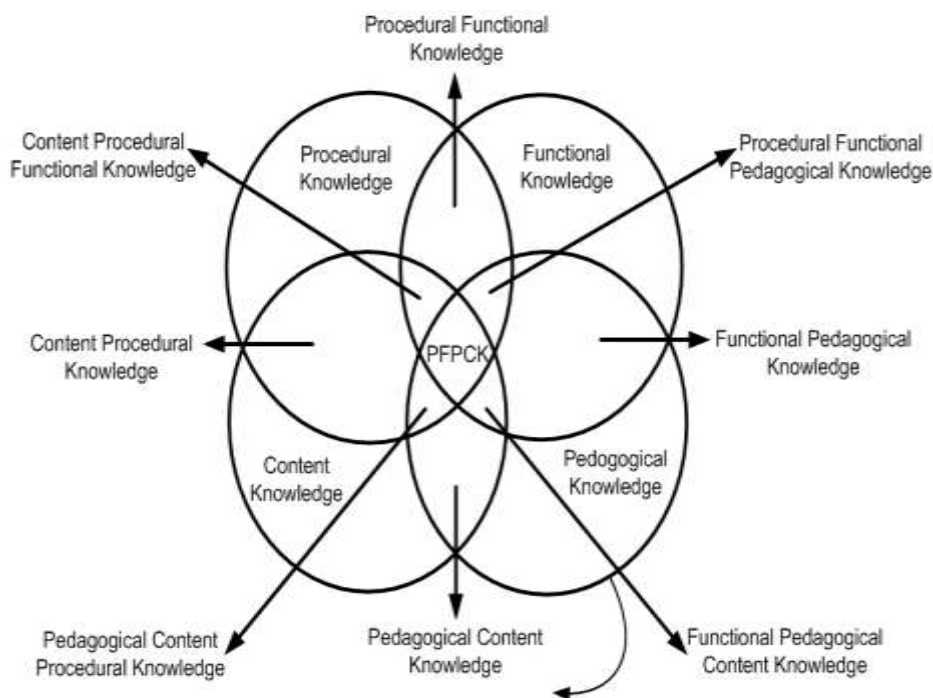 Procedural Functional
Knowledge
Content Procedural
Functional Knowledge
Procedural
Knowledge
Functional
Knowledge
Procedural Functional
Pedagogical Knowledge
Content Procedural
Knowledge
PFPCK
Functional Pedagogical
Knowledge
Content
Knowledge
Pedogogical
Knowledge
Pedagogical Content
Procedural Knowledge
Pedagogical Content
Knowledge
Functional Pedagogical
Content Knowledge